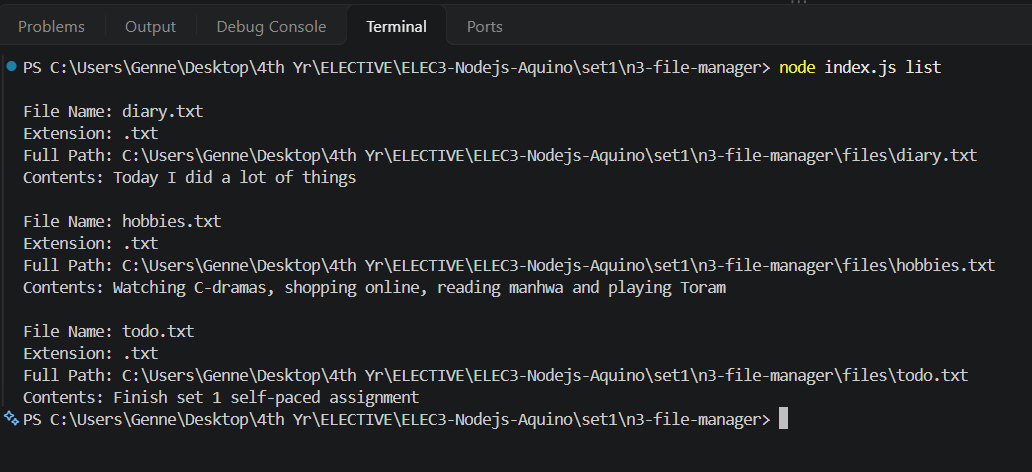 Problems Output Debug Console Terminal Ports
PS C:\Users\Genne\Desktop\4th Yr\ELECTIVE\ELEC3-Nodejs-Aquino\set1\n3-file-manager> node index.js list
File Name: diary.txt
Extension: .txt
Full Path: C:\Users\Genne\Desktop\4th Yr\ELECTIVE\ELEC3-Nodejs-Aquino\set1\n3-file-manager\files\diary.txt
Contents: Today I did a lot of things
File Name: hobbies.txt
Extension: .txt
Full Path: C:\Users\Genne\Desktop\4th Yr\ELECTIVE\ELEC3-Nodejs-Aquino\set1\n3-file-manager\files\hobbies.txt
Contents: Watching C-dramas, shopping online, reading manhwa and playing Toram
File Name: todo.txt
Extension: .txt
Full Path: C:\Users\Genne\Desktop\4th Yr\ELECTIVE\ELEC3-Nodejs-Aquino\set1\n3-file-manager\files\todo.txt
Contents: Finish set 1 self-paced assignment
PS C:\Users\Genne\Desktop\4th Yr\ELECTIVE\ELEC3-Nodejs-Aquino\set1\n3-file-manager>